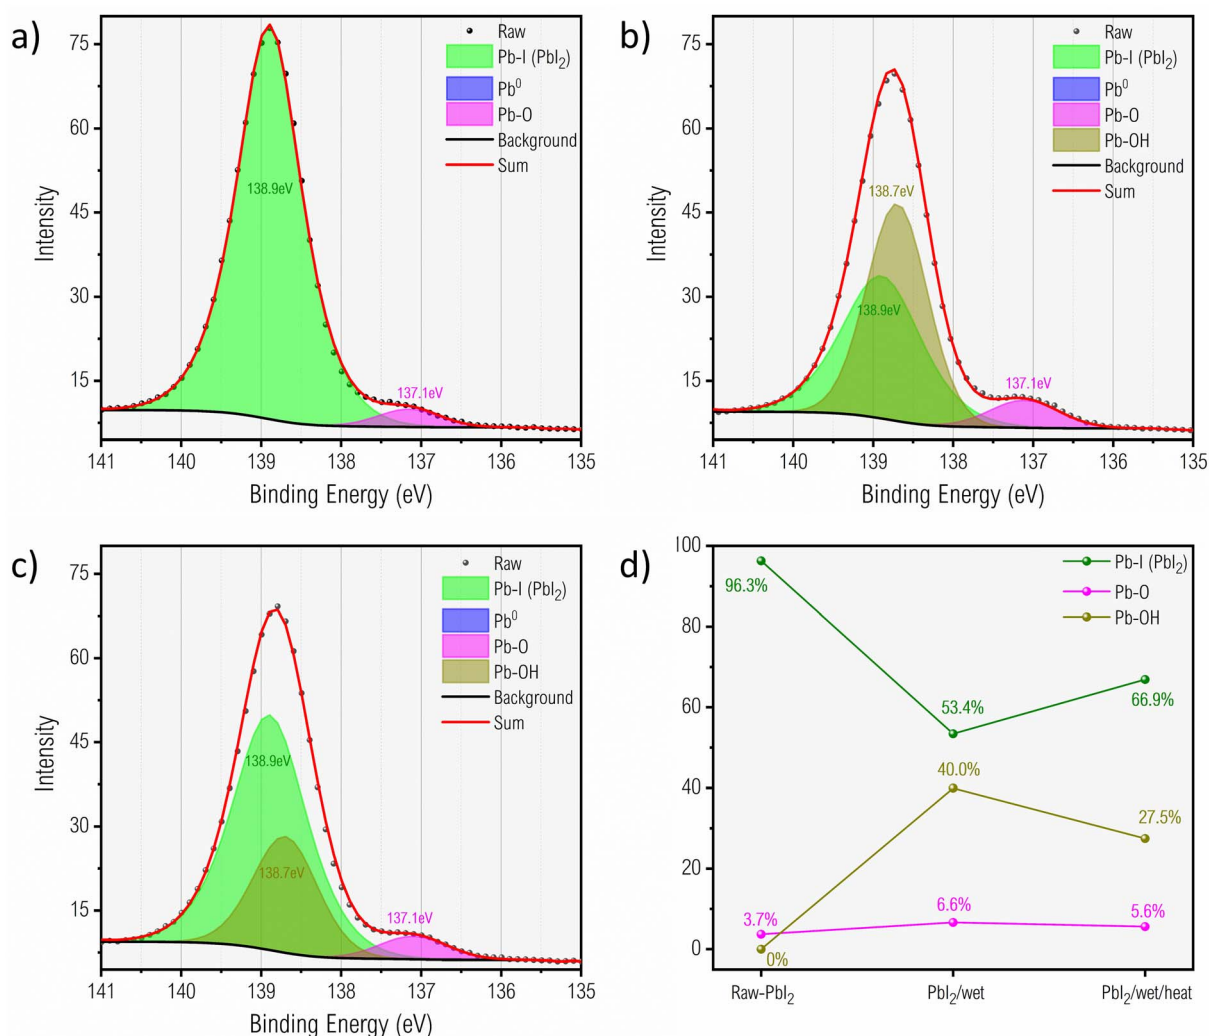 a)
Raw
Pb-I (PbI₂)
Pb⁰
Pb-O
Background
Sum
138.9eV
137.1eV
Intensity
75
60
45
30
15
141 140 139 138 137 136 135
Binding Energy (eV)
b)
Raw
Pb-I (PbI₂)
Pb⁰
Pb-O
Pb-OH
Background
Sum
138.7eV
138.9eV
137.1eV
Intensity
75
60
45
30
15
141 140 139 138 137 136 135
Binding Energy (eV)
c)
Raw
Pb-I (PbI₂)
Pb⁰
Pb-O
Pb-OH
Background
Sum
138.9eV
138.7eV
137.1eV
Intensity
75
60
45
30
15
141 140 139 138 137 136 135
Binding Energy (eV)
d)
Pb-I (PbI₂)
Pb-O
Pb-OH
100
80
60
40
20
0
96.3%
53.4%
66.9%
40.0%
27.5%
3.7%
6.6%
5.6%
0%
Raw-PbI₂ PbI₂/wet PbI₂/wet/heat